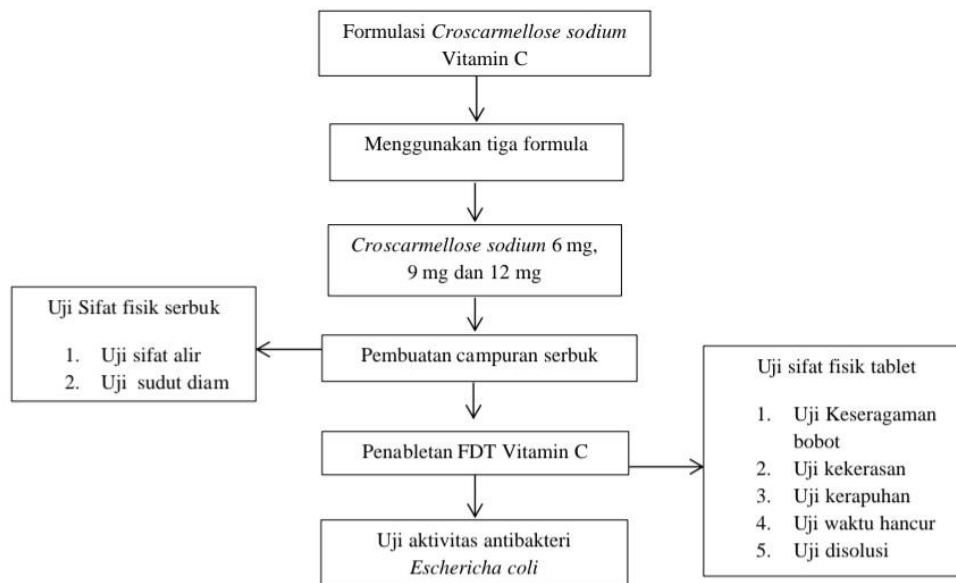 Formulasi Croscarmellose sodium
Vitamin C
Menggunakan tiga formula
Croscarmellose sodium 6 mg,
9 mg dan 12 mg
Uji Sifat fisik serbuk
1. Uji sifat alir
2. Uji sudut diam
Pembuatan campuran serbuk
Uji sifat fisik tablet
1. Uji Keseragaman
bobot
2. Uji kekerasan
3. Uji kerapuhan
4. Uji waktu hancur
5. Uji disolusi
Penabletan FDT Vitamin C
Uji aktivitas antibakteri
Eschericha coli